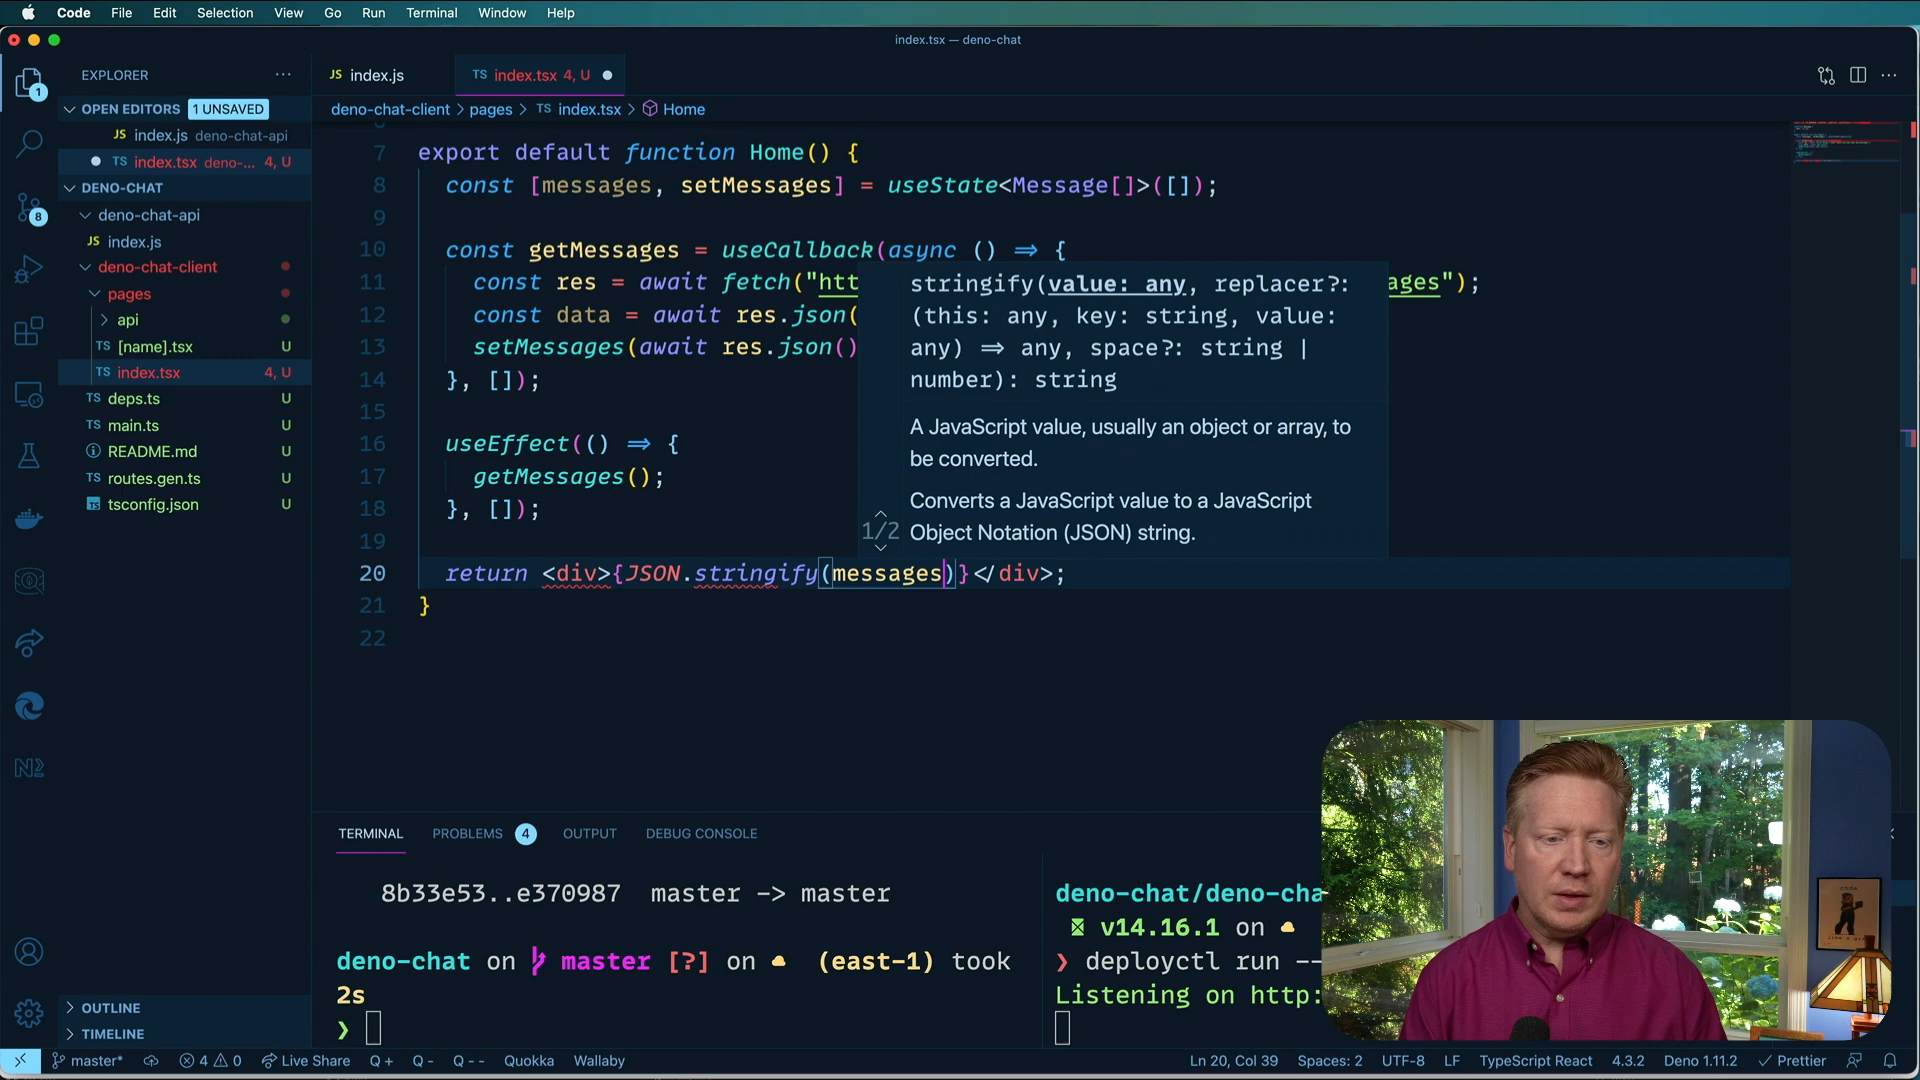 Code File Edit Selection View Go Run Terminal Window Help
index.tsx — deno-chat
EXPLORER
JS index.js
TS index.tsx 4, U
OPEN EDITORS 1 UNSAVED
deno-chat-client > pages > TS index.tsx > Home
JS index.js deno-chat-api
TS index.tsx deno-... 4, U
DENO-CHAT
deno-chat-api
JS index.js
deno-chat-client
pages
api
TS [name].tsx U
TS index.tsx 4, U
TS deps.ts U
TS main.ts U
README.md U
TS routes.gen.ts U
tsconfig.json U
OUTLINE
TIMELINE
1
8
7 export default function Home() {
8 const [messages, setMessages] = useState<Message[]>([]);
9
10 const getMessages = useCallback(async () => {
11 const res = await fetch("htt ages");
12 const data = await res.json(
13 setMessages(await res.json()
14 }, []);
15
16 useEffect(() => {
17 getMessages();
18 }, []);
19
20 return <div>{JSON.stringify(messages)}</div>;
21 }
22
stringify(value: any, replacer?:
(this: any, key: string, value:
any) => any, space?: string |
number): string
A JavaScript value, usually an object or array, to
be converted.
Converts a JavaScript value to a JavaScript
1/2 Object Notation (JSON) string.
TERMINAL PROBLEMS 4 OUTPUT DEBUG CONSOLE
8b33e53..e370987 master -> master
deno-chat on master [?] on (east-1) took
2s
❯
deno-chat/deno-cha
v14.16.1 on
❯ deployctl run --
Listening on http:
master* 4 0 Live Share Q + Q - Q - - Quokka Wallaby Ln 20, Col 39 Spaces: 2 UTF-8 LF TypeScript React 4.3.2 Deno 1.11.2 Prettier